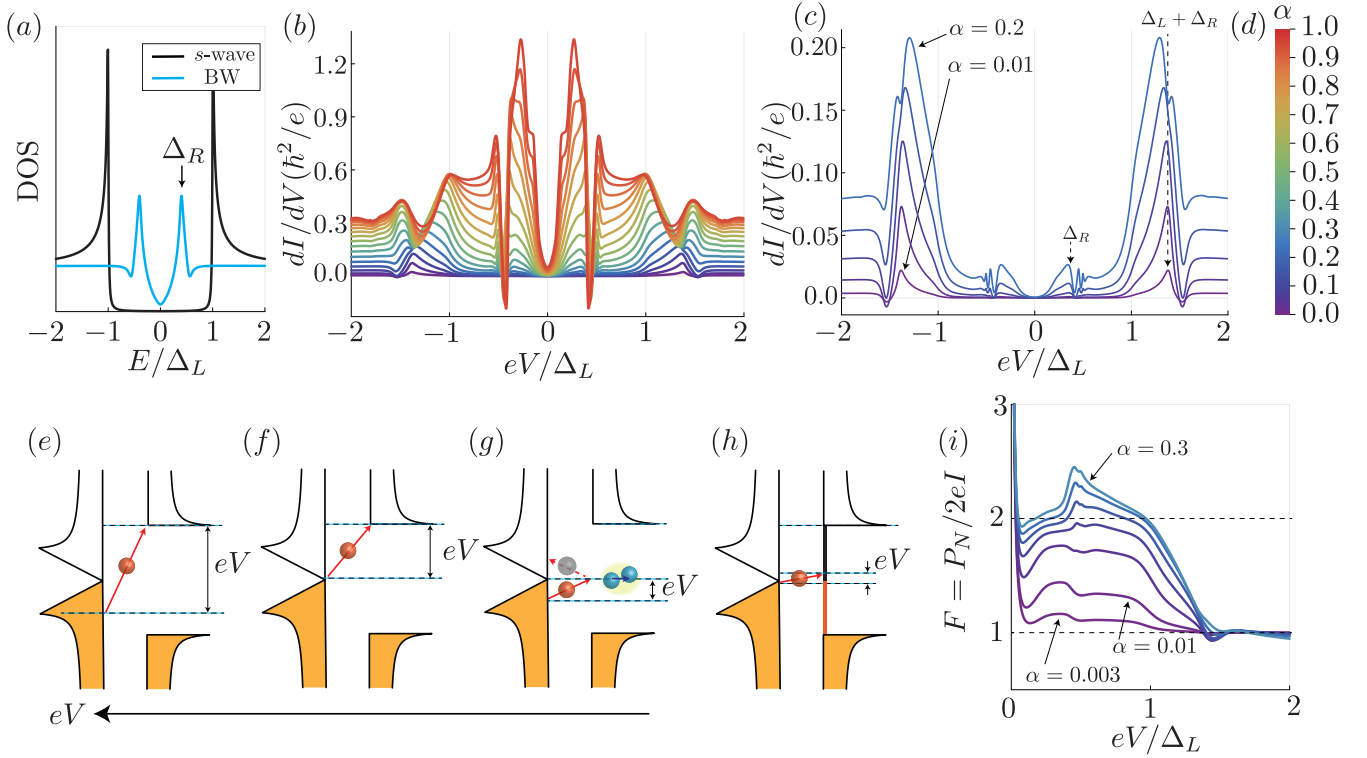 (a)
s-wave
BW
Δ_R
DOS
−2 −1 0 1 2
E/Δ_L
(b)
1.2
0.9
0.6
0.3
0.0
dI/dV(ℏ²/e)
−2 −1 0 1 2
eV/Δ_L
(c)
α = 0.2
α = 0.01
Δ_L + Δ_R
Δ_R
0.20
0.15
0.10
0.05
0.00
dI/dV(ℏ²/e)
−2 −1 0 1 2
eV/Δ_L
(d)
α
1.0
0.9
0.8
0.7
0.6
0.5
0.4
0.3
0.2
0.1
0.0
(e)
eV
(f)
eV
(g)
eV
(h)
eV
eV
(i)
3
2
1
F = P_N/2eI
α = 0.3
α = 0.01
α = 0.003
0 1 2
eV/Δ_L